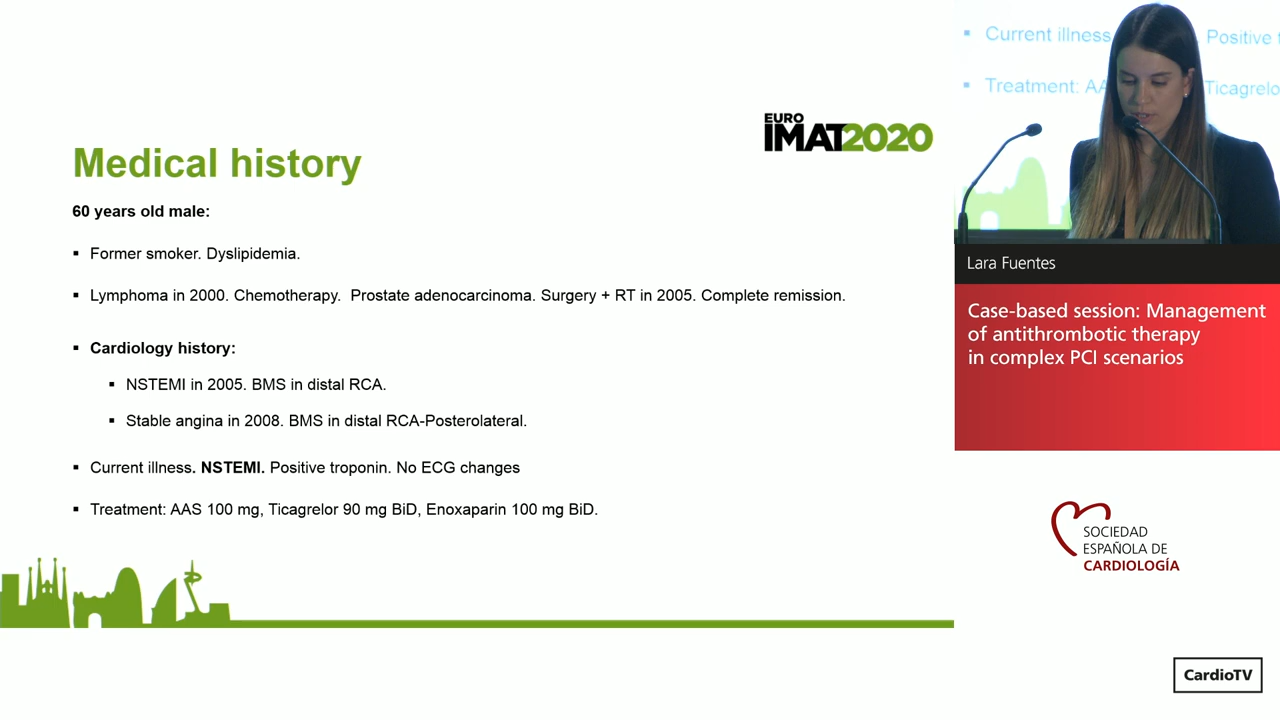 EURO
IMAT2020
Medical history
60 years old male:
▪ Former smoker. Dyslipidemia.
▪ Lymphoma in 2000. Chemotherapy.  Prostate adenocarcinoma. Surgery + RT in 2005. Complete remission.
▪ Cardiology history:
▪ NSTEMI in 2005. BMS in distal RCA.
▪ Stable angina in 2008. BMS in distal RCA-Posterolateral.
▪ Current illness. NSTEMI. Positive troponin. No ECG changes
▪ Treatment: AAS 100 mg, Ticagrelor 90 mg BiD, Enoxaparin 100 mg BiD.
▪ Current illness Positive
▪ Treatment: AA Ticagrelo
Lara Fuentes
Case-based session: Management
of antithrombotic therapy
in complex PCI scenarios
SOCIEDAD
ESPAÑOLA DE
CARDIOLOGÍA
CardioTV